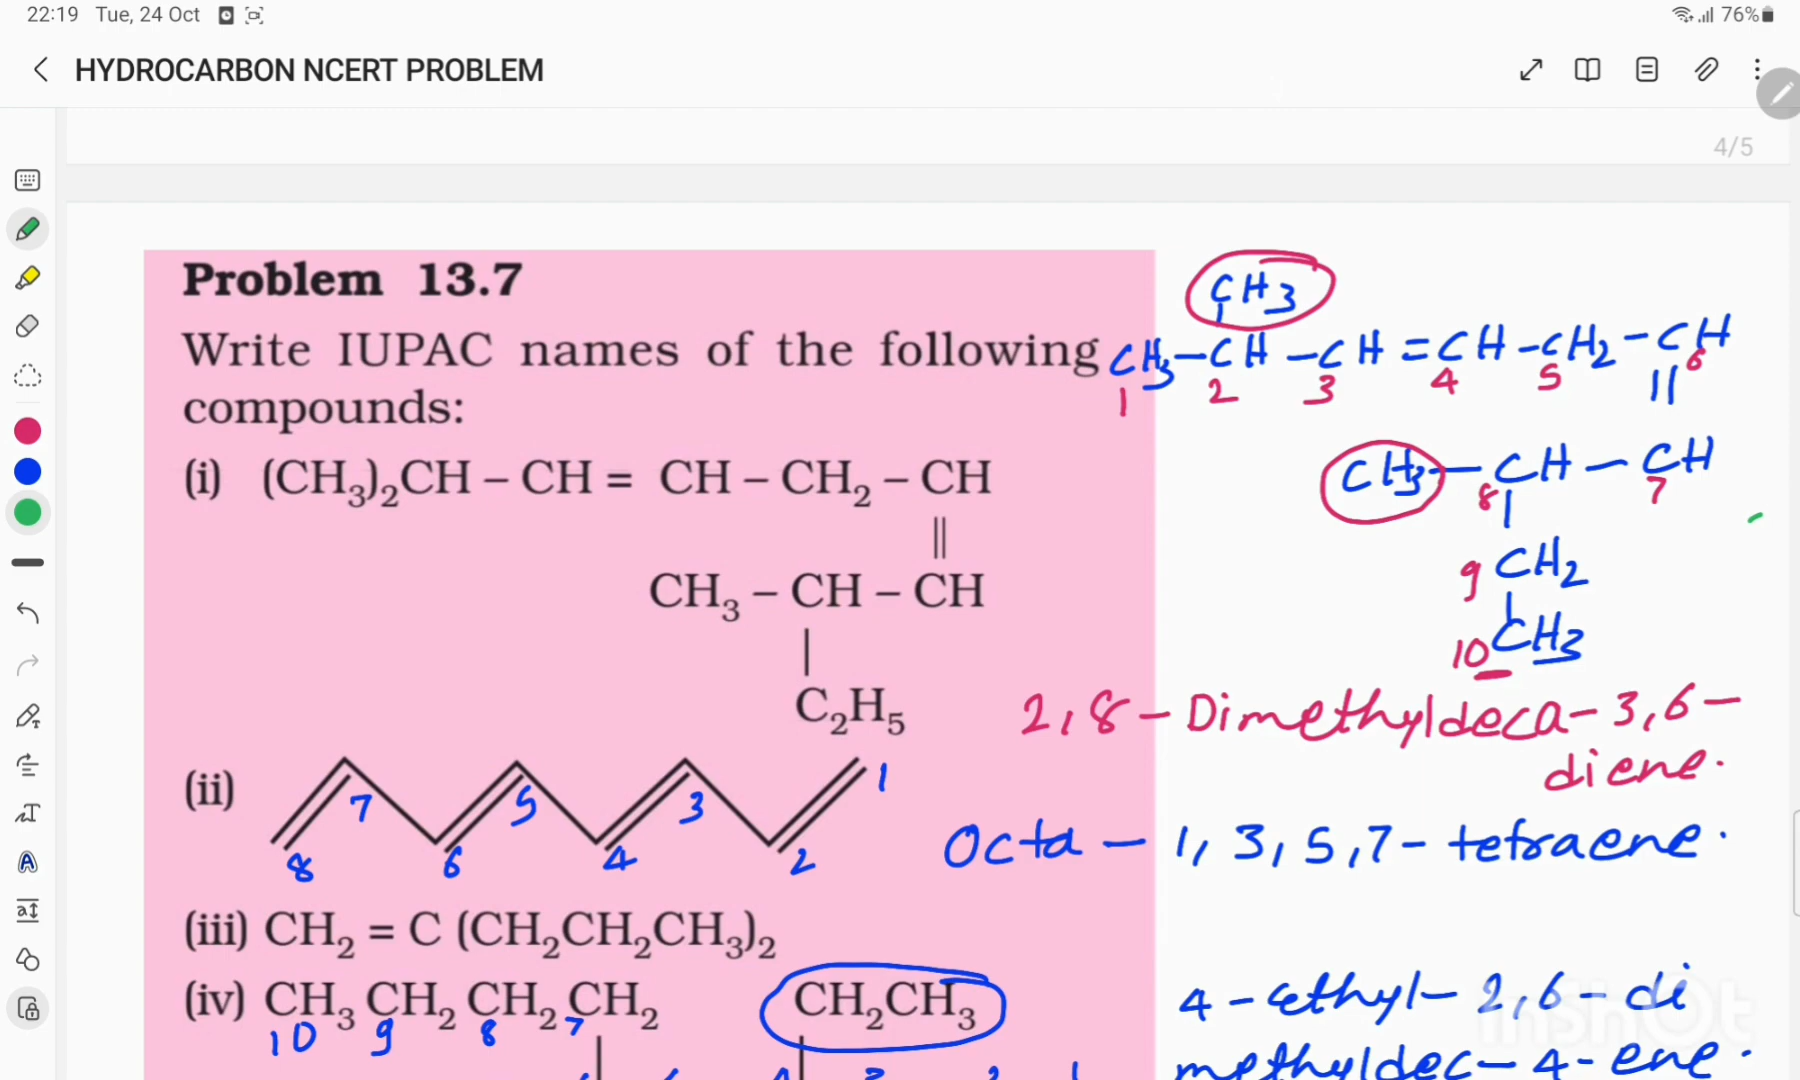 22:19 Tue, 24 Oct
76%
HYDROCARBON NCERT PROBLEM
4/5
Problem 13.7
Write IUPAC names of the following
compounds:
(i) (CH₃)₂CH – CH = CH – CH₂ – CH
||
CH₃ – CH – CH
|
C₂H₅
(ii)
8 7 6 5 4 3 2 1
(iii) CH₂ = C (CH₂CH₂CH₃)₂
(iv) CH₃ CH₂ CH₂ CH₂ CH₂CH₃
10 9 8 7
CH3
CH3 – CH – CH = CH – CH2 – CH
1 2 3 4 5 6
||
CH3 – CH – CH
8 7
9 CH2
10 CH3
2,8 – Dimethyldeca – 3,6 –
diene.
Octa – 1, 3, 5, 7 – tetraene.
4 – ethyl – 2,6 – di
methyldec – 4 – ene.
InShOt